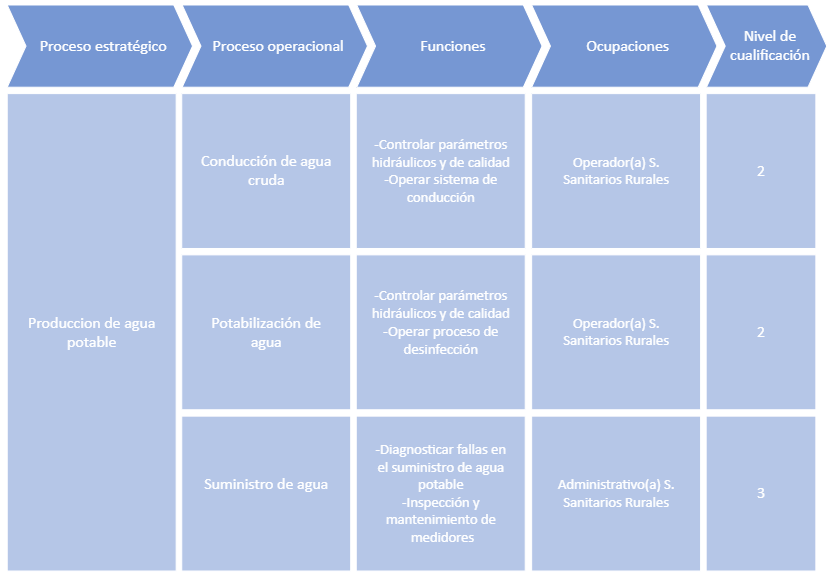 Proceso estratégico
Proceso operacional
Funciones
Ocupaciones
Nivel de
cualificación
Produccion de agua
potable
Conducción de agua
cruda
-Controlar parámetros
hidráulicos y de calidad
-Operar sistema de
conducción
Operador(a) S.
Sanitarios Rurales
2
Potabilización de
agua
-Controlar parámetros
hidráulicos y de calidad
-Operar proceso de
desinfección
Operador(a) S.
Sanitarios Rurales
2
Suministro de agua
-Diagnosticar fallas en
el suministro de agua
potable
-Inspección y
mantenimiento de
medidores
Administrativo(a) S.
Sanitarios Rurales
3